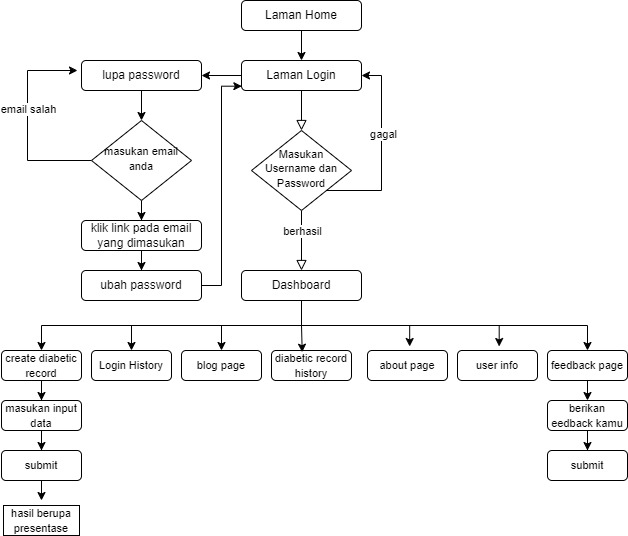 Laman Home
lupa password
Laman Login
email salah
masukan email
anda
Masukan
Username dan
Password
gagal
klik link pada email
yang dimasukan
berhasil
ubah password
Dashboard
create diabetic
record
Login History
blog page
diabetic record
history
about page
user info
feedback page
masukan input
data
berikan
eedback kamu
submit
submit
hasil berupa
presentase